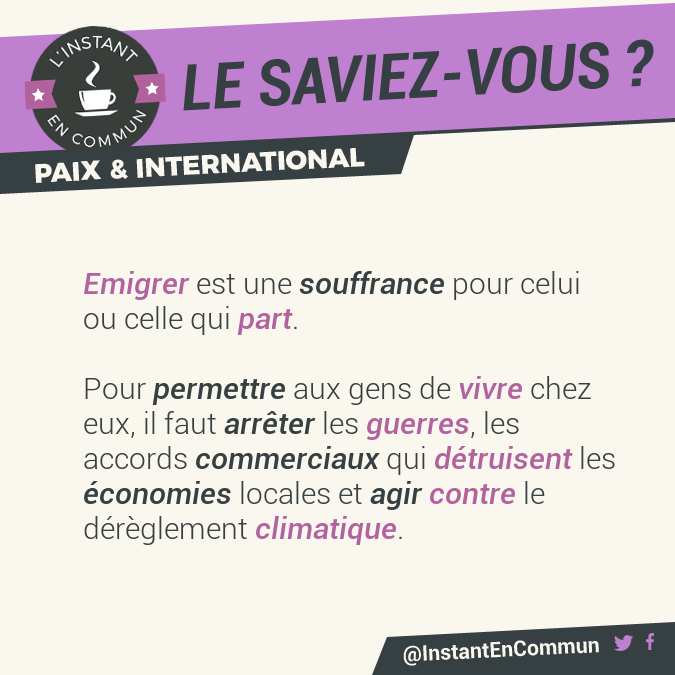 L'INSTANT
EN COMMUN
LE SAVIEZ-VOUS ?
PAIX & INTERNATIONAL
Emigrer est une souffrance pour celui
ou celle qui part.
Pour permettre aux gens de vivre chez
eux, il faut arrêter les guerres, les
accords commerciaux qui détruisent les
économies locales et agir contre le
dérèglement climatique.
@InstantEnCommun